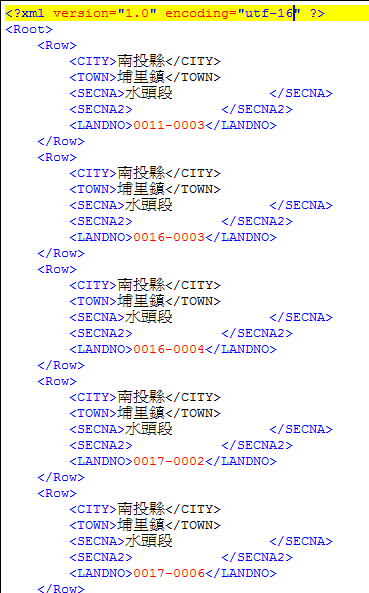 <?xml version="1.0" encoding="utf-16" ?>
<Root>
    <Row>
        <CITY>南投縣</CITY>
        <TOWN>埔里鎮</TOWN>
        <SECNA>水頭段            </SECNA>
        <SECNA2>            </SECNA2>
        <LANDNO>0011-0003</LANDNO>
    </Row>
    <Row>
        <CITY>南投縣</CITY>
        <TOWN>埔里鎮</TOWN>
        <SECNA>水頭段            </SECNA>
        <SECNA2>            </SECNA2>
        <LANDNO>0016-0003</LANDNO>
    </Row>
    <Row>
        <CITY>南投縣</CITY>
        <TOWN>埔里鎮</TOWN>
        <SECNA>水頭段            </SECNA>
        <SECNA2>            </SECNA2>
        <LANDNO>0016-0004</LANDNO>
    </Row>
    <Row>
        <CITY>南投縣</CITY>
        <TOWN>埔里鎮</TOWN>
        <SECNA>水頭段            </SECNA>
        <SECNA2>            </SECNA2>
        <LANDNO>0017-0002</LANDNO>
    </Row>
    <Row>
        <CITY>南投縣</CITY>
        <TOWN>埔里鎮</TOWN>
        <SECNA>水頭段            </SECNA>
        <SECNA2>            </SECNA2>
        <LANDNO>0017-0006</LANDNO>
    </Row>